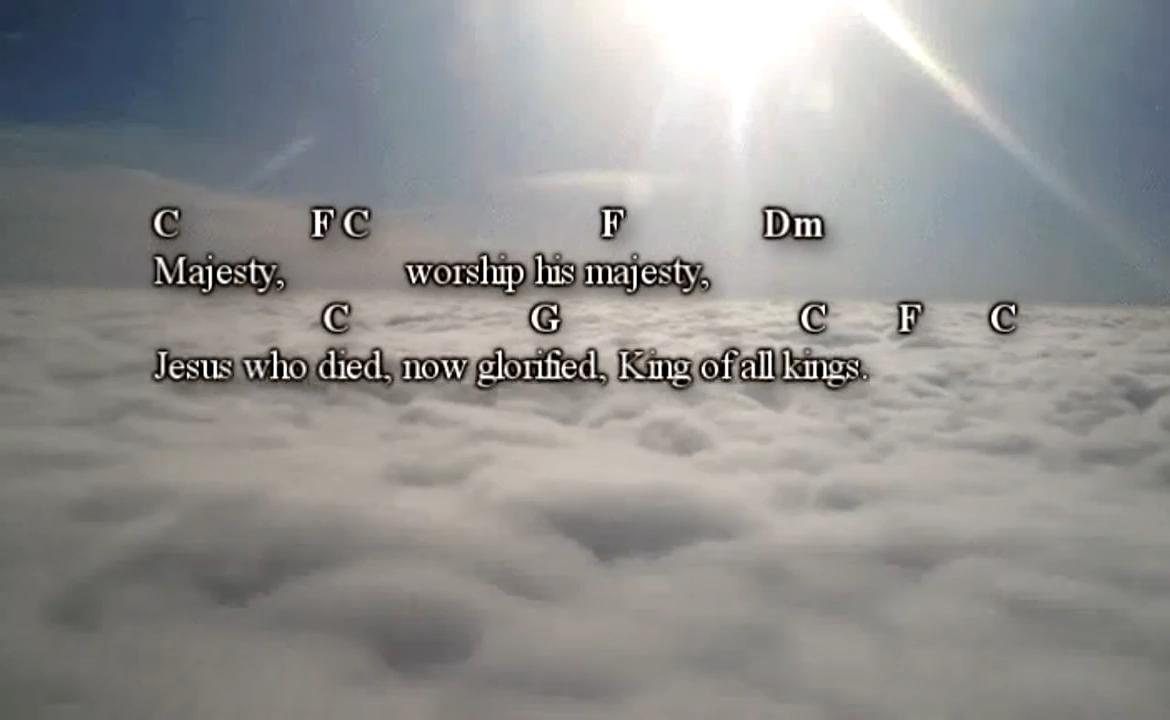 C F C F Dm
Majesty, worship his majesty,
C G C F C
Jesus who died, now glorified, King of all kings.